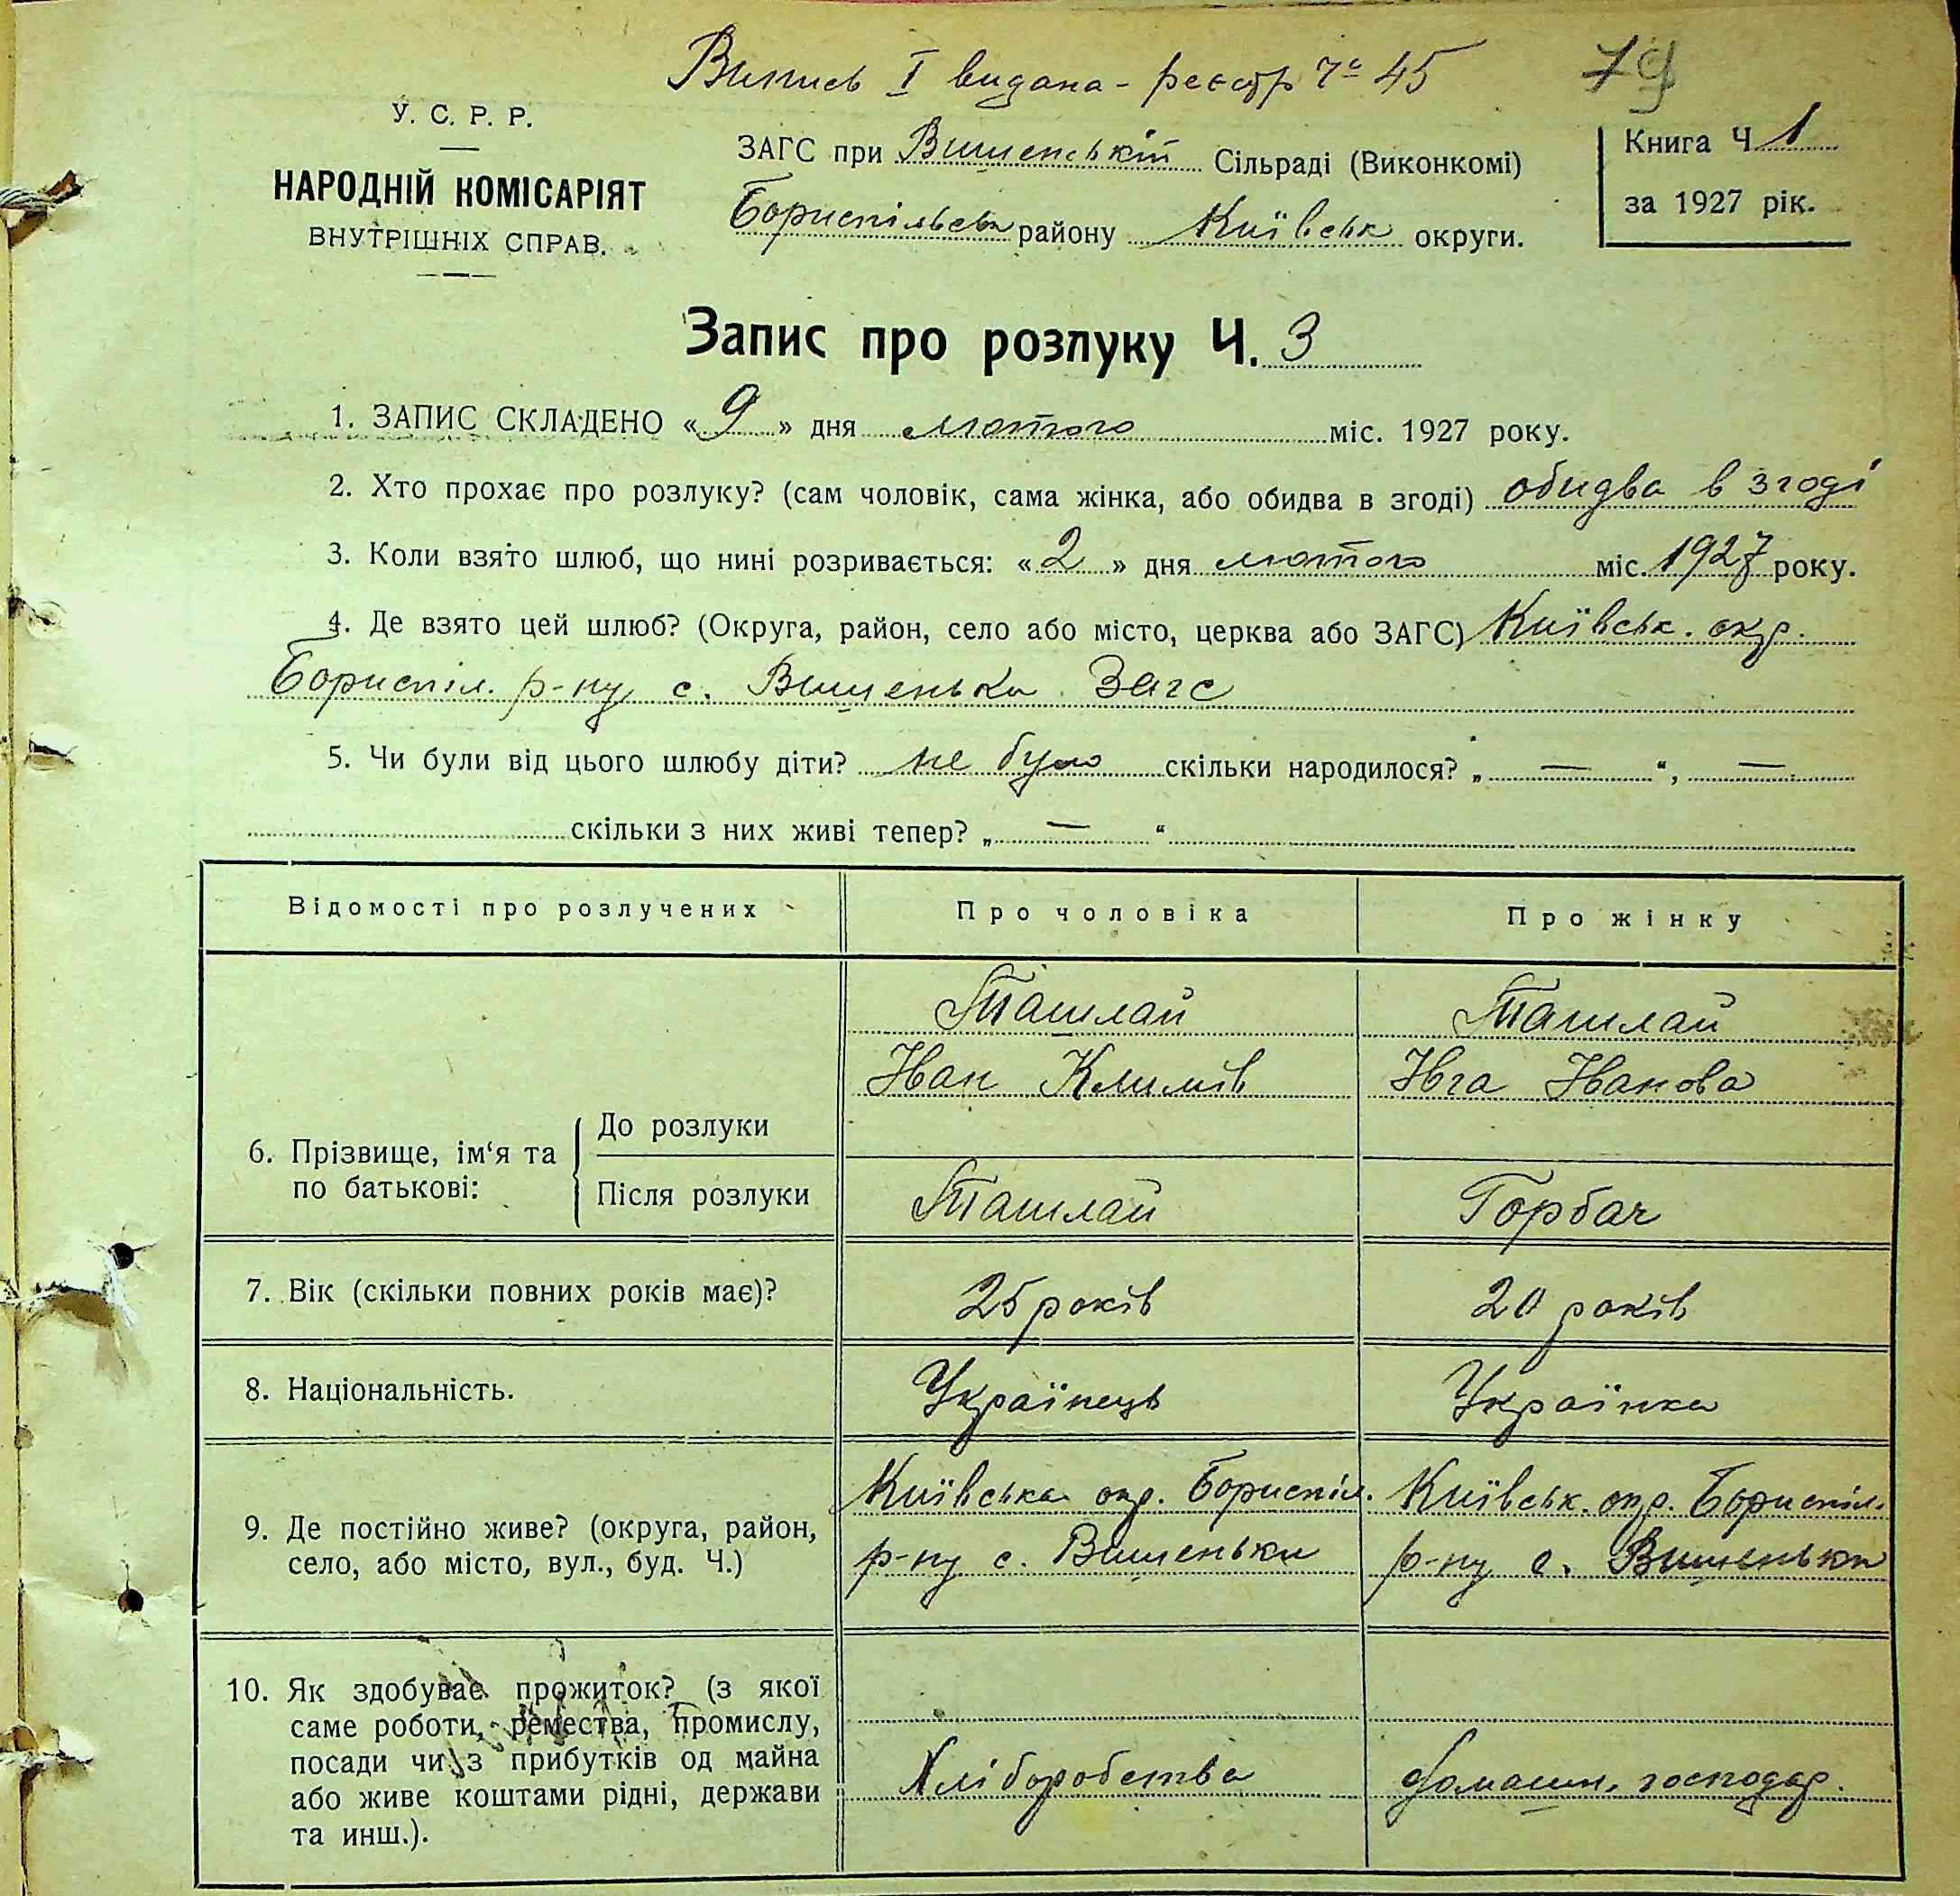 Випись I видана - реєстр Ч 45
79
У. С. Р. Р.
НАРОДНІЙ КОМІСАРІЯТ
ВНУТРІШНІХ СПРАВ.
ЗАГС при Вишенській Сільраді (Виконкомі)
Бориспільськ району Київськ округи.
Книга Ч 1
за 1927 рік.
Запис про розлуку Ч. 3
1. ЗАПИС СКЛАДЕНО «9» дня лютого міс. 1927 року.
2. Хто прохає про розлуку? (сам чоловік, сама жінка, або обидва в згоді) обидва в згоді
3. Коли взято шлюб, що нині розривається: «2» дня лютого міс. 1927 року.
4. Де взято цей шлюб? (Округа, район, село або місто, церква або ЗАГС) Київськ. окр.
Бориспіл. р-ну с. Вишеньки Загс
5. Чи були від цього шлюбу діти? не було скільки народилося? „ — “, —
скільки з них живі тепер? „ — “
Відомості про розлучених
Про чоловіка
Про жінку
6. Прізвище, ім‘я та по батькові:
До розлуки
Ташлай
Іван Климів
Ташлай
Івга Іванова
Після розлуки
Ташлай
Горбач
7. Вік (скільки повних років має)?
25 років
20 років
8. Національність.
Українець
Українка
9. Де постійно живе? (округа, район,
село, або місто, вул., буд. Ч.)
Київська окр. Бориспіл.
р-ну с. Вишеньки
Київськ. окр. Бориспіл.
р-ну с. Вишеньки
10. Як здобуває прожиток? (з якої
саме роботи, ремества, промислу,
посади чи з прибутків од майна
або живе коштами рідні, держави
та инш.).
Хліборобства
домашн. господар.